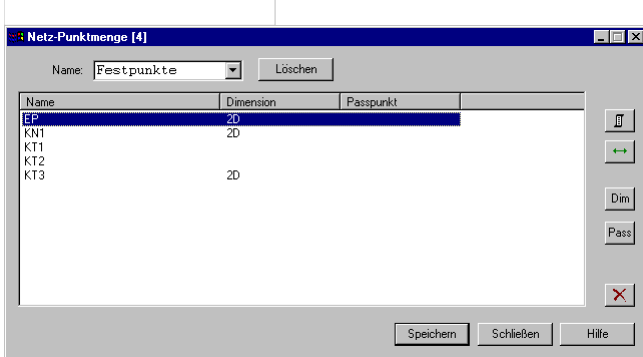 Netz-Punktmenge [4]
Name: Festpunkte Löschen
Name Dimension Passpunkt
EP 2D
KN1 2D
KT1
KT2
KT3 2D
Dim
Pass
Speichern Schließen Hilfe